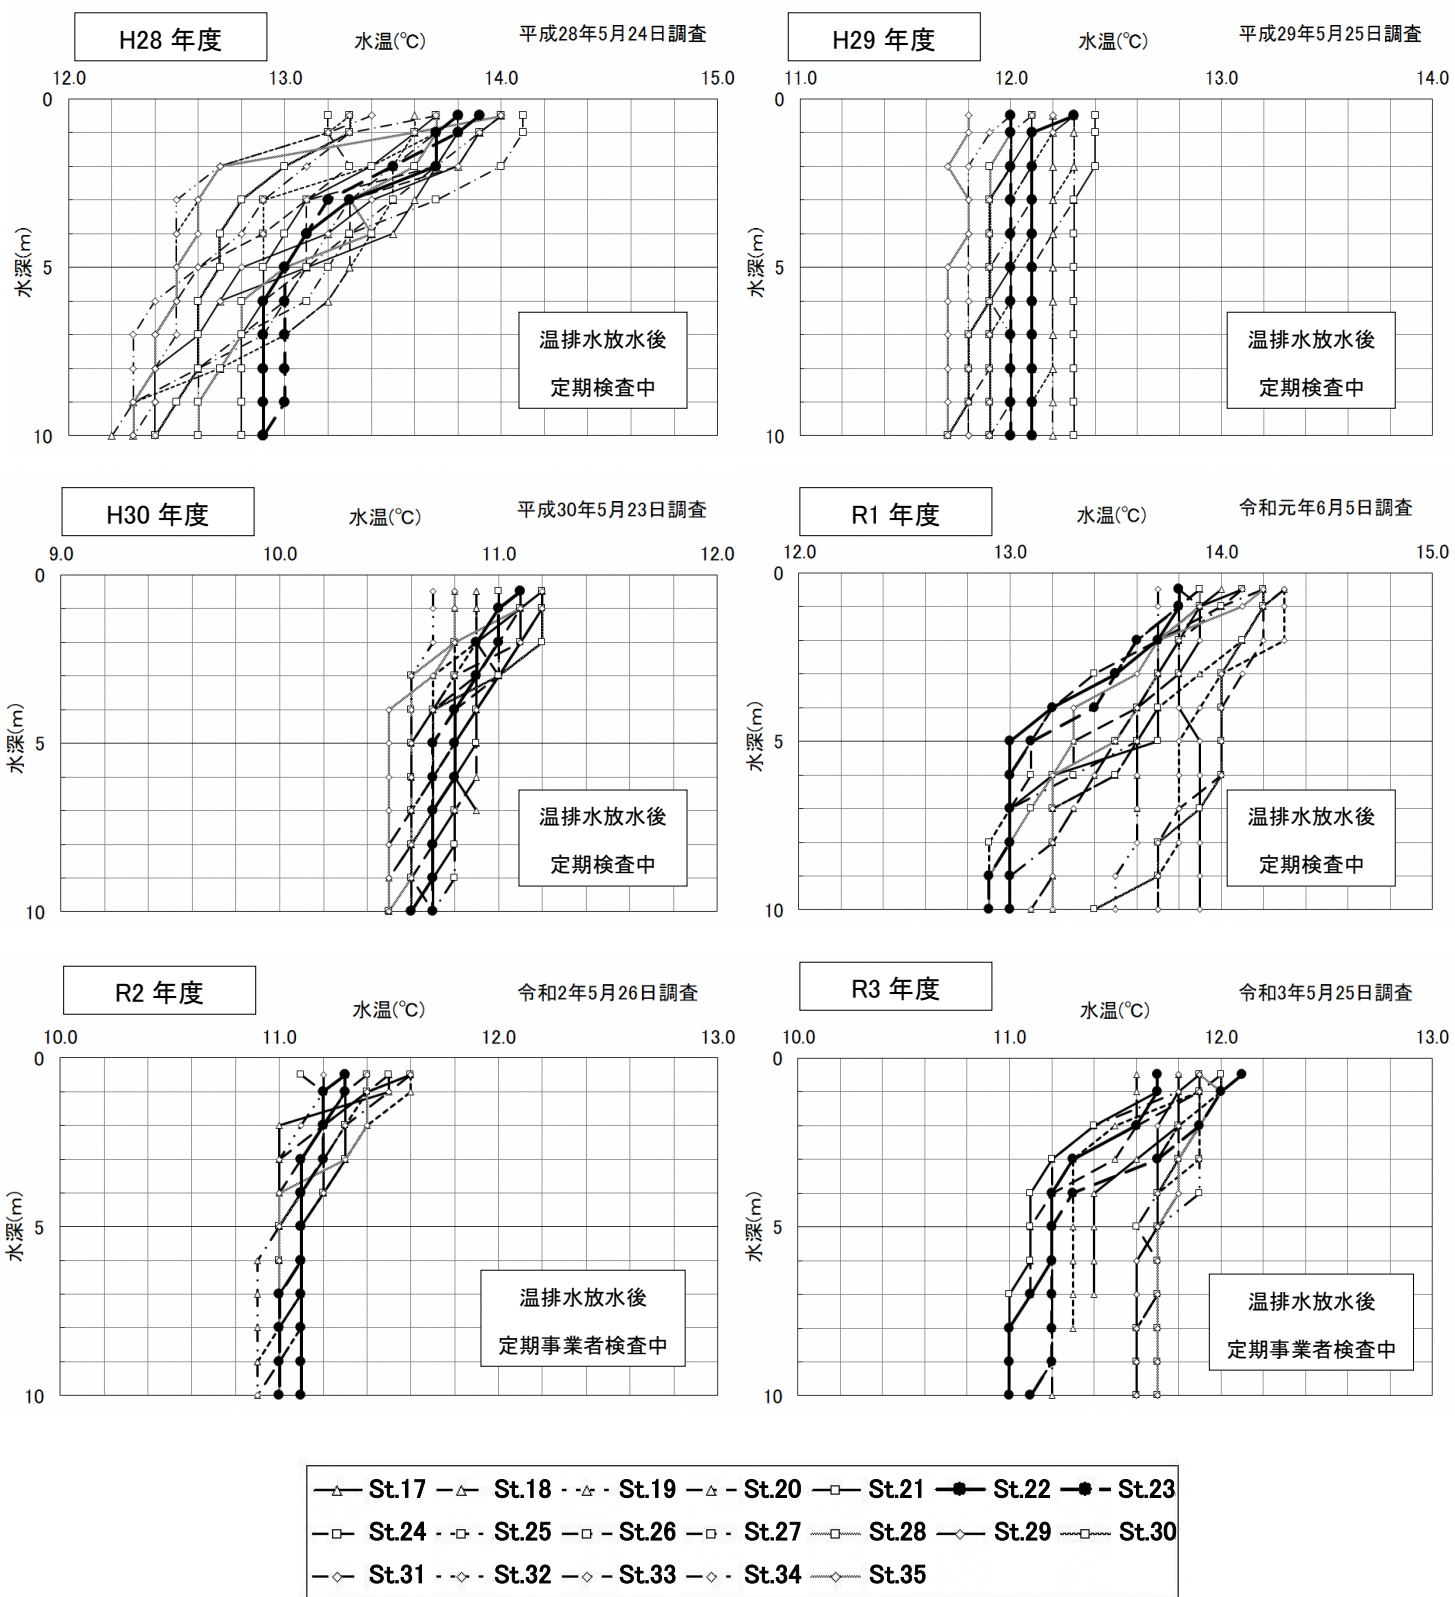 H28 年度
水温(℃)
平成28年5月24日調査
12.0 13.0 14.0 15.0
0
5
10
水深(m)
温排水放水後
定期検査中
H29 年度
水温(℃)
平成29年5月25日調査
11.0 12.0 13.0 14.0
0
5
10
水深(m)
温排水放水後
定期検査中
H30 年度
水温(℃)
平成30年5月23日調査
9.0 10.0 11.0 12.0
0
5
10
水深(m)
温排水放水後
定期検査中
R1 年度
水温(℃)
令和元年6月5日調査
12.0 13.0 14.0 15.0
0
5
10
水深(m)
温排水放水後
定期検査中
R2 年度
水温(℃)
令和2年5月26日調査
10.0 11.0 12.0 13.0
0
5
10
水深(m)
温排水放水後
定期事業者検査中
R3 年度
水温(℃)
令和3年5月25日調査
10.0 11.0 12.0 13.0
0
5
10
水深(m)
温排水放水後
定期事業者検査中
St.17 St.18 St.19 St.20 St.21 St.22 St.23
St.24 St.25 St.26 St.27 St.28 St.29 St.30
St.31 St.32 St.33 St.34 St.35